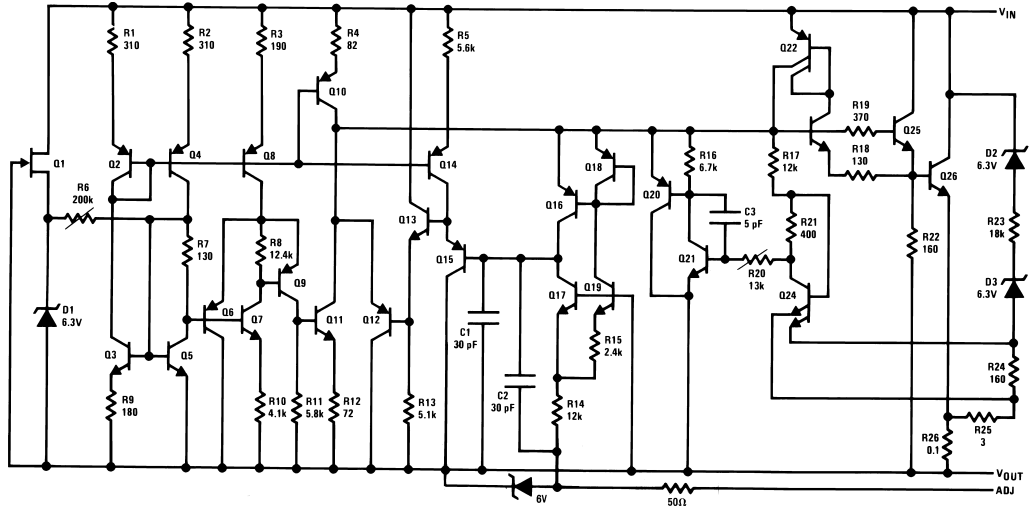 R1
310
R2
310
R3
190
R4
82
R5
5.6k
V_IN
Q22
Q10
R19
370
R18
130
Q25
Q1
Q2
Q4
Q8
Q14
Q18
Q20
R16
6.7k
R17
12k
Q26
D2
6.3V
R6
200k
Q13
Q16
C3
5 pF
R21
400
R23
18k
R7
130
R8
12.4k
Q9
Q15
Q21
R20
13k
R22
160
D3
6.3V
D1
6.3V
Q6
Q7
Q11
Q12
C1
30 pF
Q17
Q19
Q24
Q3
Q5
R15
2.4k
R24
160
C2
30 pF
R9
180
R10
4.1k
R11
5.8k
R12
72
R13
5.1k
R14
12k
R26
0.1
R25
3
V_OUT
6V
50Ω
ADJ